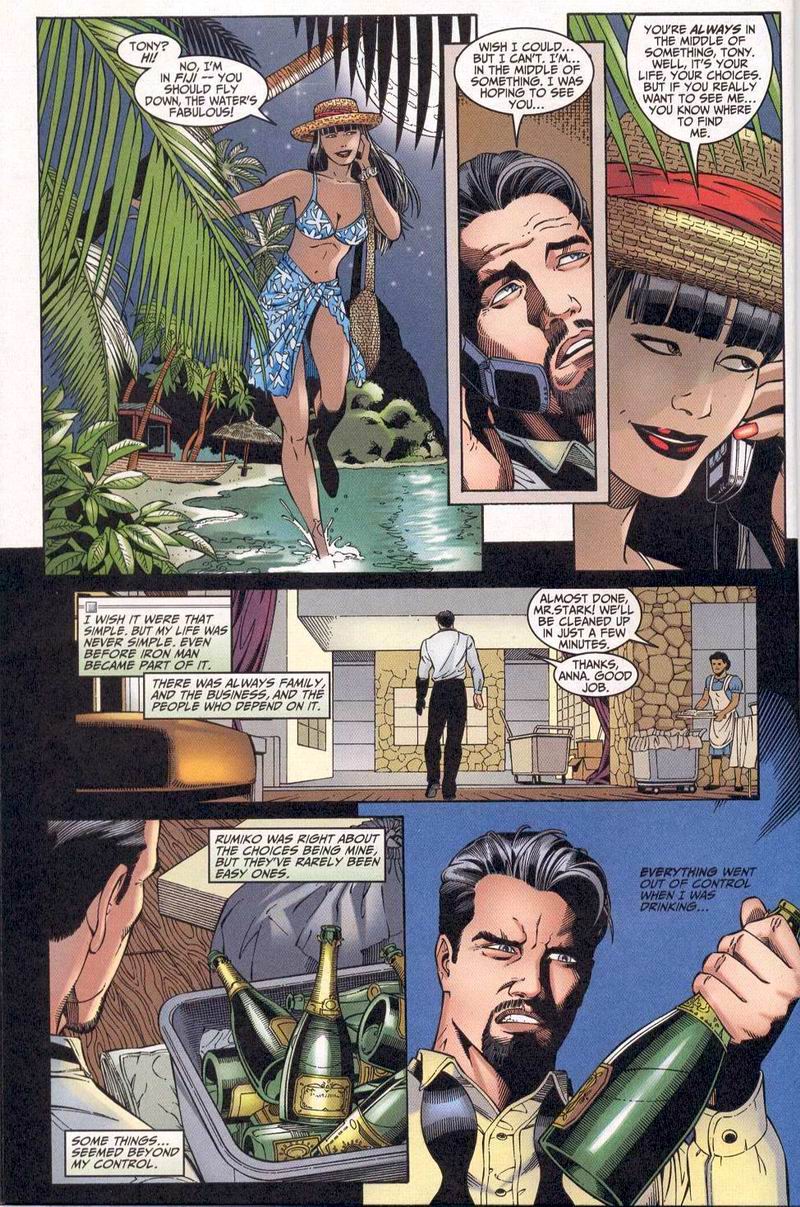 TONY?
HI!
NO, I'M
IN FIJI -- YOU
SHOULD FLY
DOWN, THE WATER'S
FABULOUS!
WISH I COULD...
BUT I CAN'T. I'M...
IN THE MIDDLE OF
SOMETHING. I WAS
HOPING TO SEE
YOU...
YOU'RE ALWAYS IN
THE MIDDLE OF
SOMETHING, TONY.
WELL, IT'S YOUR
LIFE, YOUR CHOICES.
BUT IF YOU REALLY
WANT TO SEE ME...
YOU KNOW WHERE
TO FIND
ME.
I WISH IT WERE THAT
SIMPLE. BUT MY LIFE WAS
NEVER SIMPLE. EVEN
BEFORE IRON MAN
BECAME PART OF IT.
THERE WAS ALWAYS FAMILY,
AND THE BUSINESS, AND THE
PEOPLE WHO DEPEND ON IT.
ALMOST DONE,
MR. STARK! WE'LL
BE CLEANED UP
IN JUST A FEW
MINUTES.
THANKS,
ANNA. GOOD
JOB.
RUMIKO WAS RIGHT ABOUT
THE CHOICES BEING MINE,
BUT THEY'VE RARELY BEEN
EASY ONES.
SOME THINGS...
SEEMED BEYOND
MY CONTROL.
EVERYTHING WENT
OUT OF CONTROL
WHEN I WAS
DRINKING...